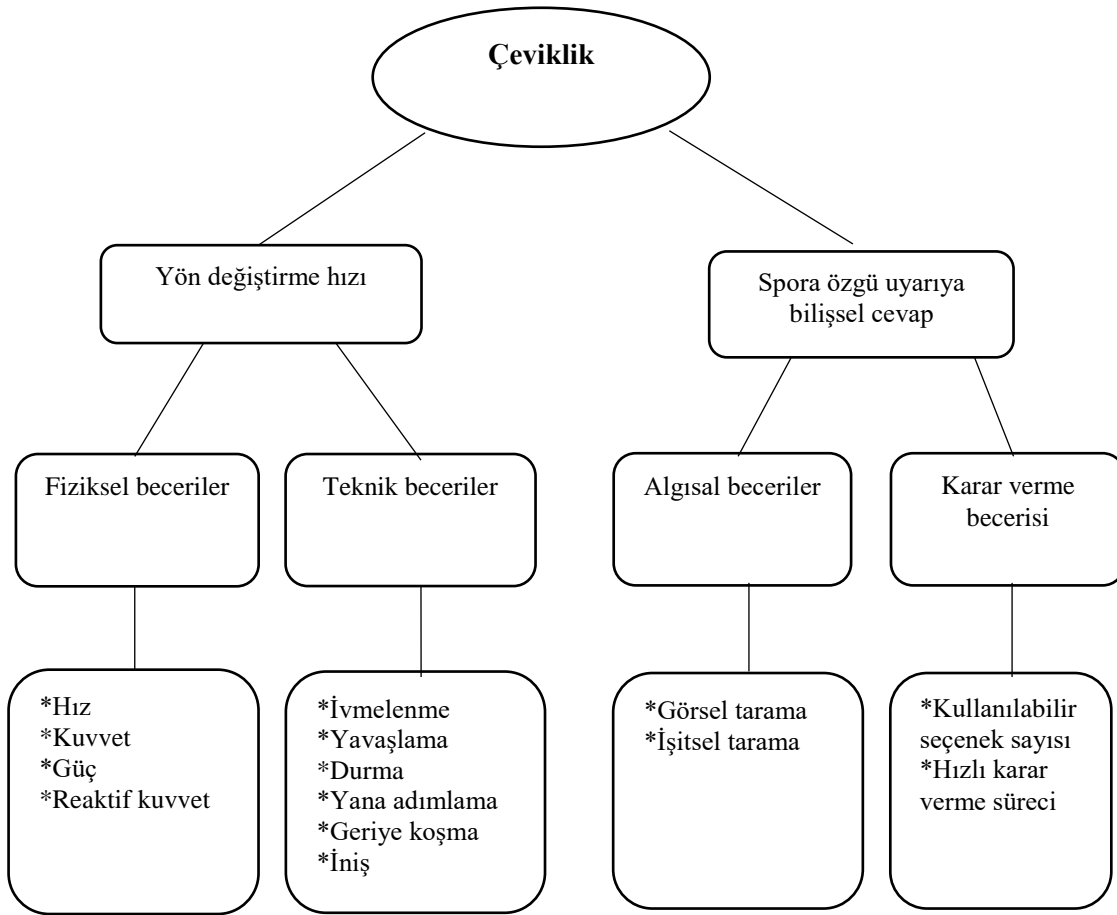 Çeviklik
Yön değiştirme hızı
Spora özgü uyarıya
bilişsel cevap
Fiziksel beceriler
Teknik beceriler
Algısal beceriler
Karar verme
becerisi
*Hız
*Kuvvet
*Güç
*Reaktif kuvvet
*İvmelenme
*Yavaşlama
*Durma
*Yana adımlama
*Geriye koşma
*İniş
*Görsel tarama
*İşitsel tarama
*Kullanılabilir
seçenek sayısı
*Hızlı karar
verme süreci